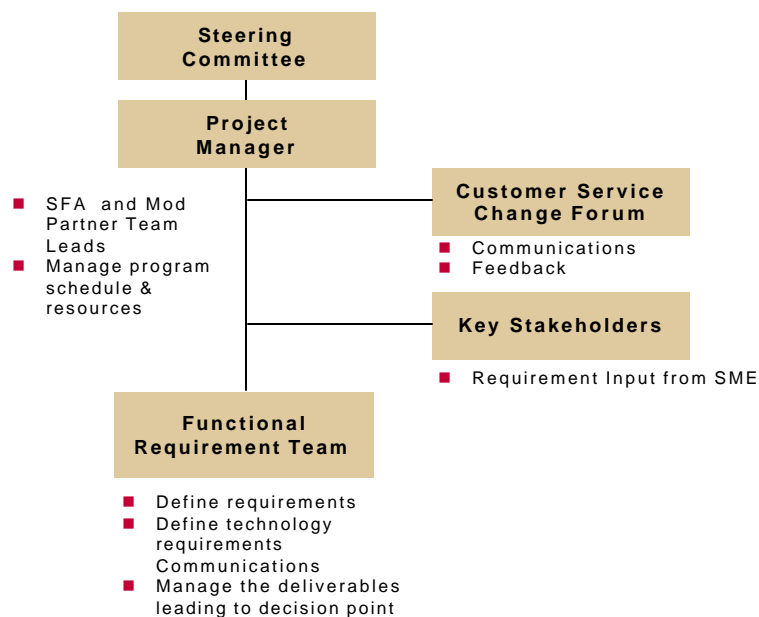 Steering
Committee
Project
Manager
SFA and Mod
Partner Team
Leads
Manage program
schedule &
resources
Customer Service
Change Forum
Communications
Feedback
Key Stakeholders
Requirement Input from SME
Functional
Requirement Team
Define requirements
Define technology
requirements
Communications
Manage the deliverables
leading to decision point